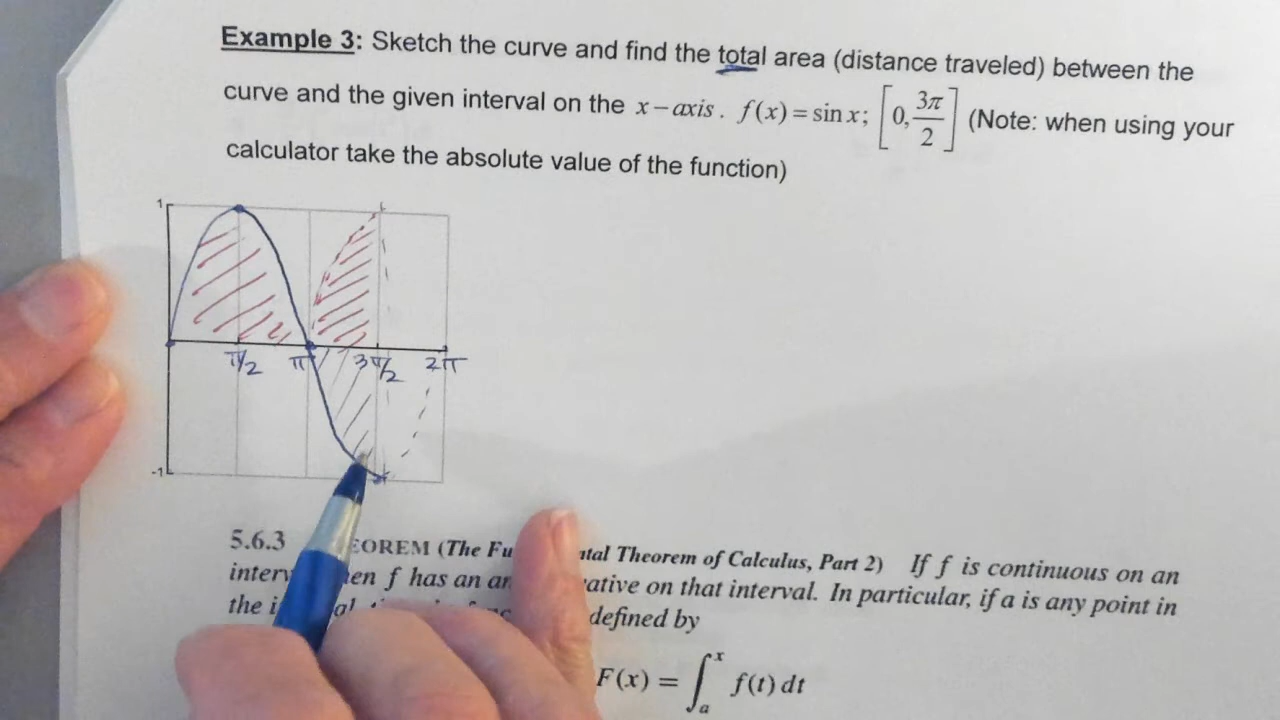 Example 3: Sketch the curve and find the total area (distance traveled) between the
curve and the given interval on the x – axis. f(x) = sin x; [0, 3π/2] (Note: when using your
calculator take the absolute value of the function)
1
π/2 π 3π/2 2π
-1
5.6.3 EOREM (The Fu tal Theorem of Calculus, Part 2) If f is continuous on an
interv en f has an an ative on that interval. In particular, if a is any point in
the i defined by
F(x) = ∫ₐˣ f(t) dt